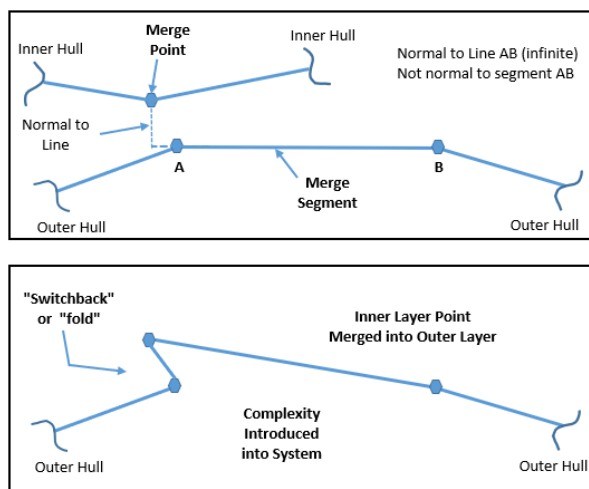 Merge
Point
Inner Hull
Inner Hull
Normal to Line AB (infinite)
Not normal to segment AB
Normal to
Line
A
B
Merge
Segment
Outer Hull
Outer Hull
"Switchback"
or "fold"
Inner Layer Point
Merged into Outer Layer
Complexity
Introduced
into System
Outer Hull
Outer Hull